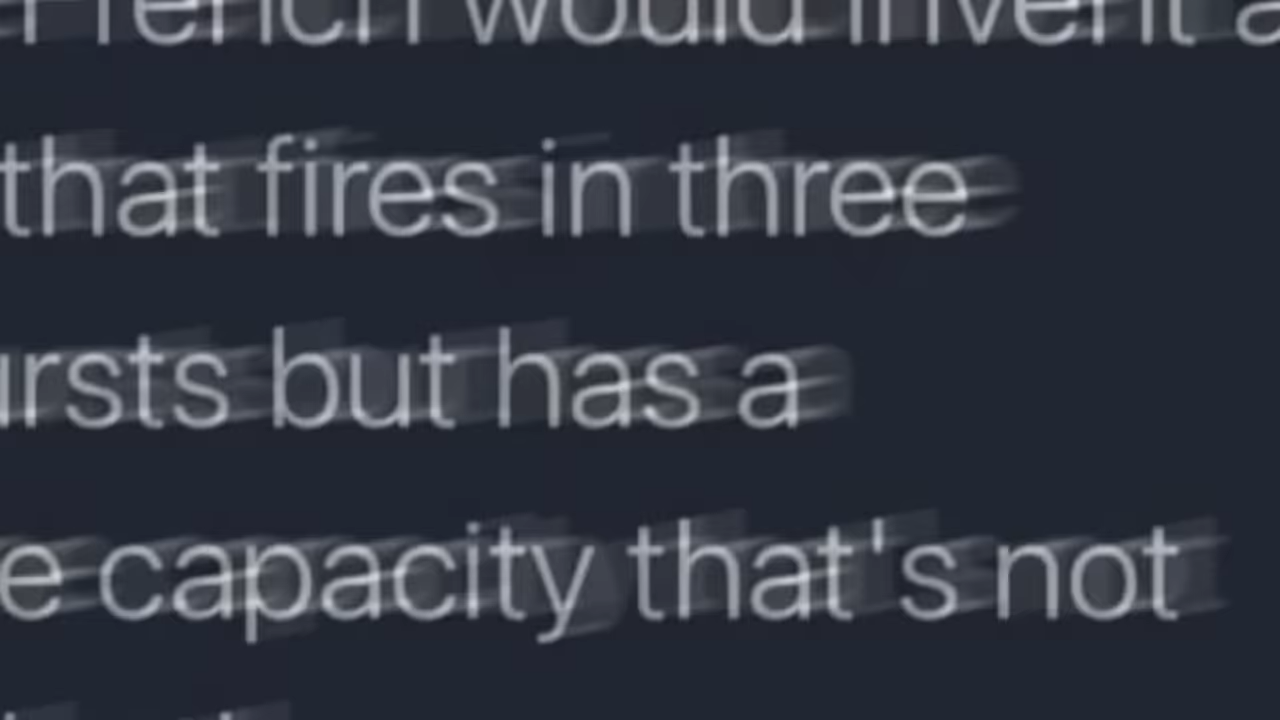 French would invent a
that fires in three
ursts but has a
e capacity that's not